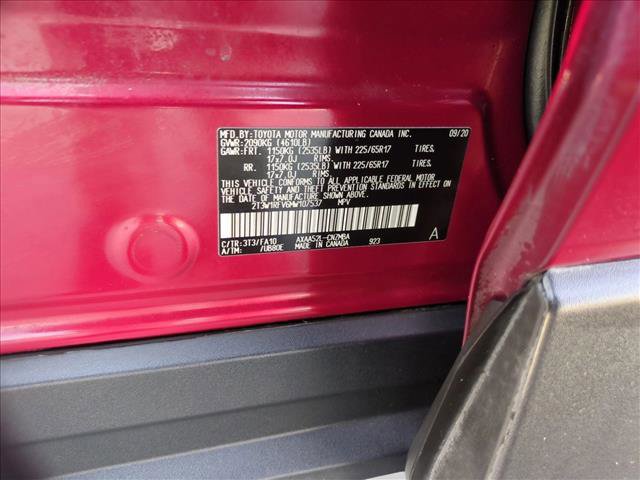 MFD. BY: TOYOTA MOTOR MANUFACTURING CANADA INC. 09/20
GVWR: 2090KG (4610LB)
GAWR: FRT. 1150KG (2535LB) WITH 225/65R17 TIRES,
17x7.0J RIMS.
RR. 1150KG (2535LB) WITH 225/65R17 TIRES,
17x7.0J RIMS.
THIS VEHICLE CONFORMS TO ALL APPLICABLE FEDERAL MOTOR
VEHICLE SAFETY AND THEFT PREVENTION STANDARDS IN EFFECT
ON THE DATE OF MANUFACTURE SHOWN ABOVE.
2T3W1RFV6MW107537 MPV
C/TR: 3T3/FA10 AXAA52L-CNZMBA A
A/TM: /UB80E MADE IN CANADA 923